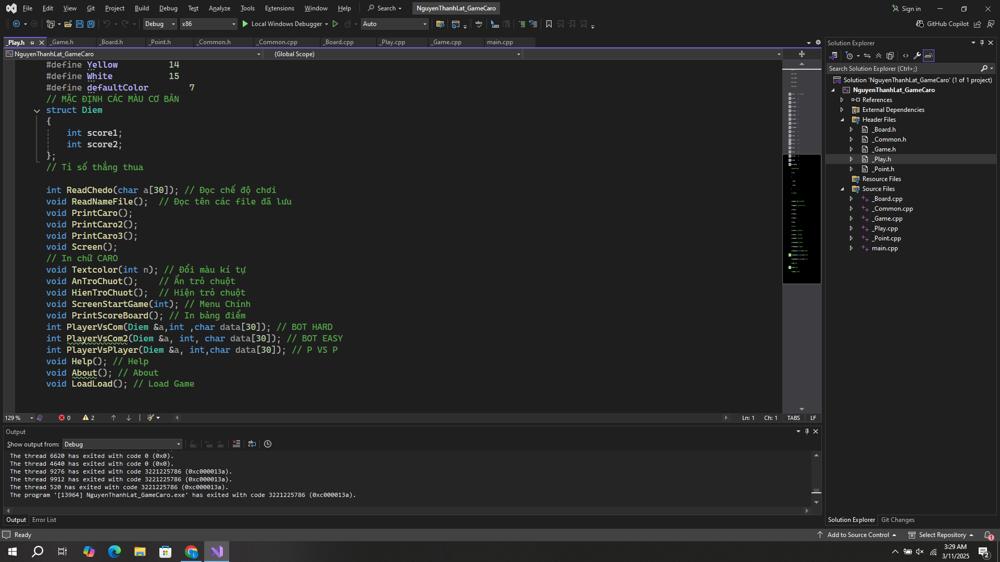 File Edit View Git Project Build Debug Test Analyze Tools Extensions Window Help Search NguyenThanhLat_GameCaro Sign in
Debug x86 Local Windows Debugger Auto GitHub Copilot
_Play.h _Game.h _Board.h _Point.h _Common.h _Common.cpp _Board.cpp _Play.cpp _Game.cpp main.cpp
NguyenThanhLat_GameCaro (Global Scope)
#define Yellow 14
#define White 15
#define defaultColor 7
// MẶC ĐỊNH CÁC MÀU CƠ BẢN
struct Diem
{
int score1;
int score2;
};
// Tỉ số thắng thua
int ReadChedo(char a[30]); // Đọc chế độ chơi
void ReadNameFile(); // Đọc tên các file đã lưu
void PrintCaro();
void PrintCaro2();
void PrintCaro3();
void Screen();
// In chữ CARO
void Textcolor(int n); // Đổi màu kí tự
void AnTroChuot(); // Ẩn trỏ chuột
void HienTroChuot(); // Hiện trỏ chuột
void ScreenStartGame(int); // Menu Chính
void PrintScoreBoard(); // In bảng điểm
int PlayerVsCom(Diem &a,int ,char data[30]); // BOT HARD
int PlayerVsCom2(Diem &a, int, char data[30]); // BOT EASY
int PlayerVsPlayer(Diem &a, int,char data[30]); // P VS P
void Help(); // Help
void About(); // About
void LoadLoad(); // Load Game
129 % 0 2 Ln: 1 Ch: 1 TABS LF
Output
Show output from: Debug
The thread 6620 has exited with code 0 (0x0).
The thread 4640 has exited with code 0 (0x0).
The thread 9276 has exited with code 3221225786 (0xc000013a).
The thread 9912 has exited with code 3221225786 (0xc000013a).
The thread 520 has exited with code 3221225786 (0xc000013a).
The program '[13964] NguyenThanhLat_GameCaro.exe' has exited with code 3221225786 (0xc000013a).
Output Error List
Solution Explorer
Search Solution Explorer (Ctrl+;)
Solution 'NguyenThanhLat_GameCaro' (1 of 1 project)
NguyenThanhLat_GameCaro
References
External Dependencies
Header Files
_Board.h
_Common.h
_Game.h
_Play.h
_Point.h
Resource Files
Source Files
_Board.cpp
_Common.cpp
_Game.cpp
_Play.cpp
_Point.cpp
main.cpp
Solution Explorer Git Changes
Ready Add to Source Control Select Repository 1
3:29 AM
3/11/2025
2